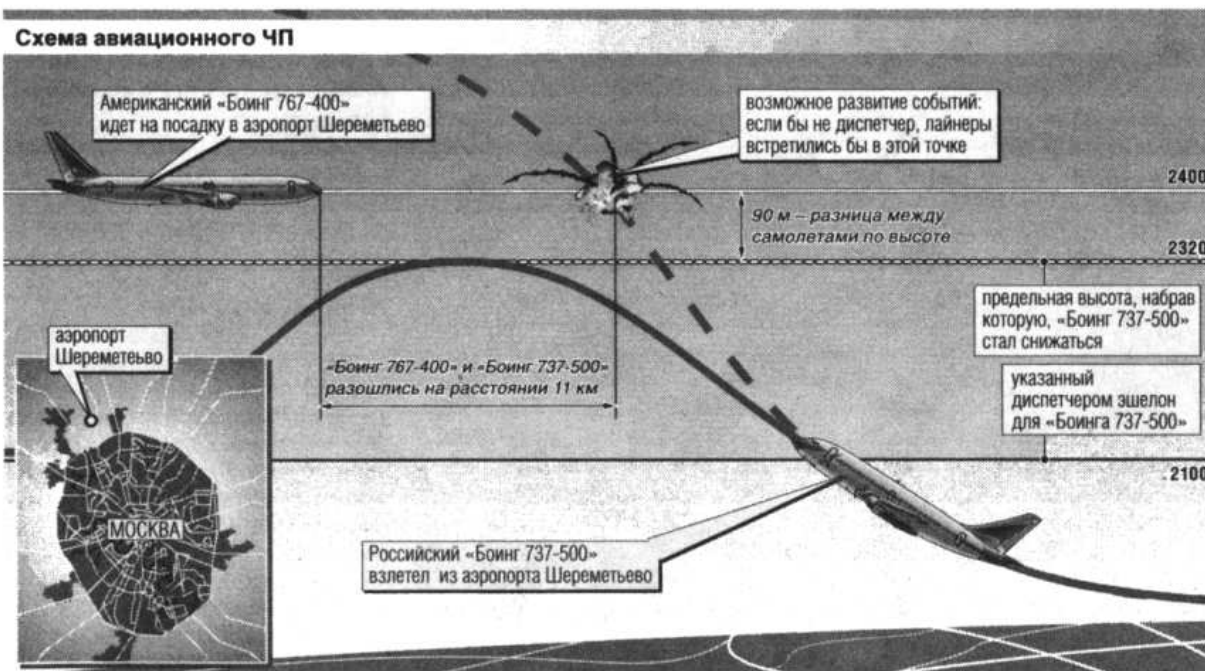 Схема авиационного ЧП
Американский «Боинг 767-400»
идет на посадку в аэропорт Шереметьево
возможное развитие событий:
если бы не диспетчер, лайнеры
встретились бы в этой точке
2400
90 м – разница между
самолетами по высоте
2320
предельная высота, набрав
которую, «Боинг 737-500»
стал снижаться
аэропорт
Шереметеьво
«Боинг 767-400» и «Боинг 737-500»
разошлись на расстоянии 11 км
указанный
диспетчером эшелон
для «Боинга 737-500»
2100
МОСКВА
Российский «Боинг 737-500»
взлетел из аэропорта Шереметьево